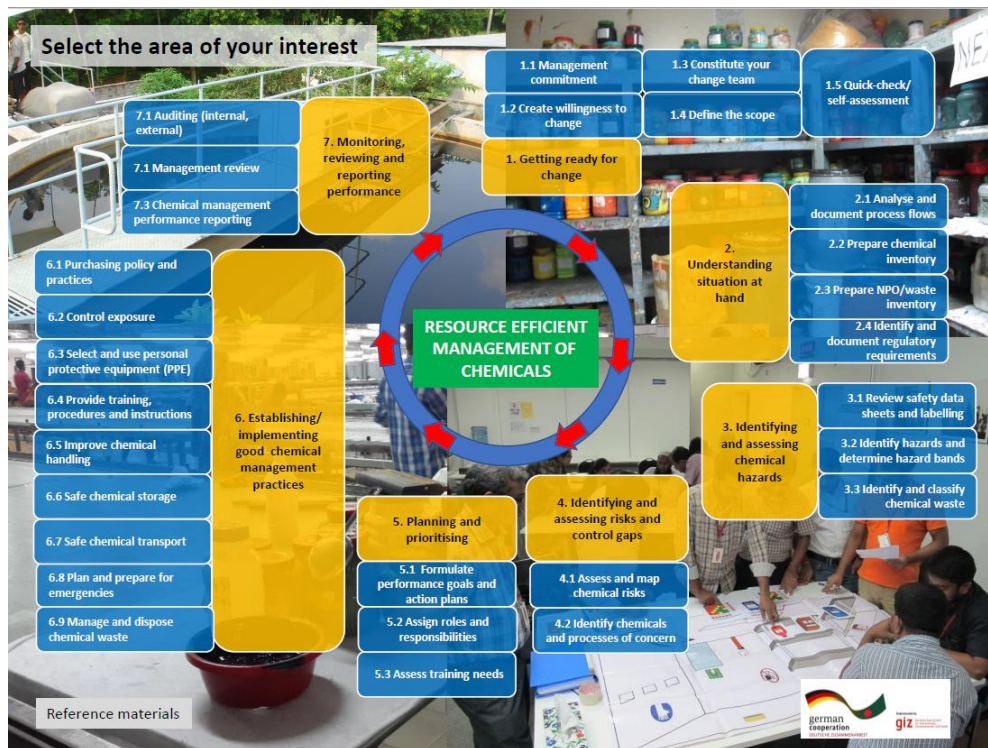 Select the area of your interest
1.1 Management
commitment
1.2 Create willingness to
change
1.3 Constitute your
change team
1.4 Define the scope
1.5 Quick-check/
self-assessment
1. Getting ready for
change
2.1 Analyse and
document process flows
2.2 Prepare chemical
inventory
2.3 Prepare NPO/waste
inventory
2.4 Identify and
document regulatory
requirements
2.
Understanding
situation at
hand
3.1 Review safety data
sheets and labelling
3.2 Identify hazards and
determine hazard bands
3.3 Identify and classify
chemical waste
3. Identifying
and assessing
chemical
hazards
4. Identifying and
assessing risks and
control gaps
4.1 Assess and map
chemical risks
4.2 Identify chemicals
and processes of concern
5. Planning and
prioritising
5.1 Formulate
performance goals and
action plans
5.2 Assign roles and
responsibilities
5.3 Assess training needs
6. Establishing/
implementing
good chemical
management
practices
6.1 Purchasing policy and
practices
6.2 Control exposure
6.3 Select and use personal
protective equipment (PPE)
6.4 Provide training,
procedures and instructions
6.5 Improve chemical
handling
6.6 Safe chemical storage
6.7 Safe chemical transport
6.8 Plan and prepare for
emergencies
6.9 Manage and dispose
chemical waste
7. Monitoring,
reviewing and
reporting
performance
7.1 Auditing (internal,
external)
7.1 Management review
7.3 Chemical management
performance reporting
RESOURCE EFFICIENT
MANAGEMENT OF
CHEMICALS
Reference materials
german
cooperation
DEUTSCHE ZUSAMMENARBEIT
giz